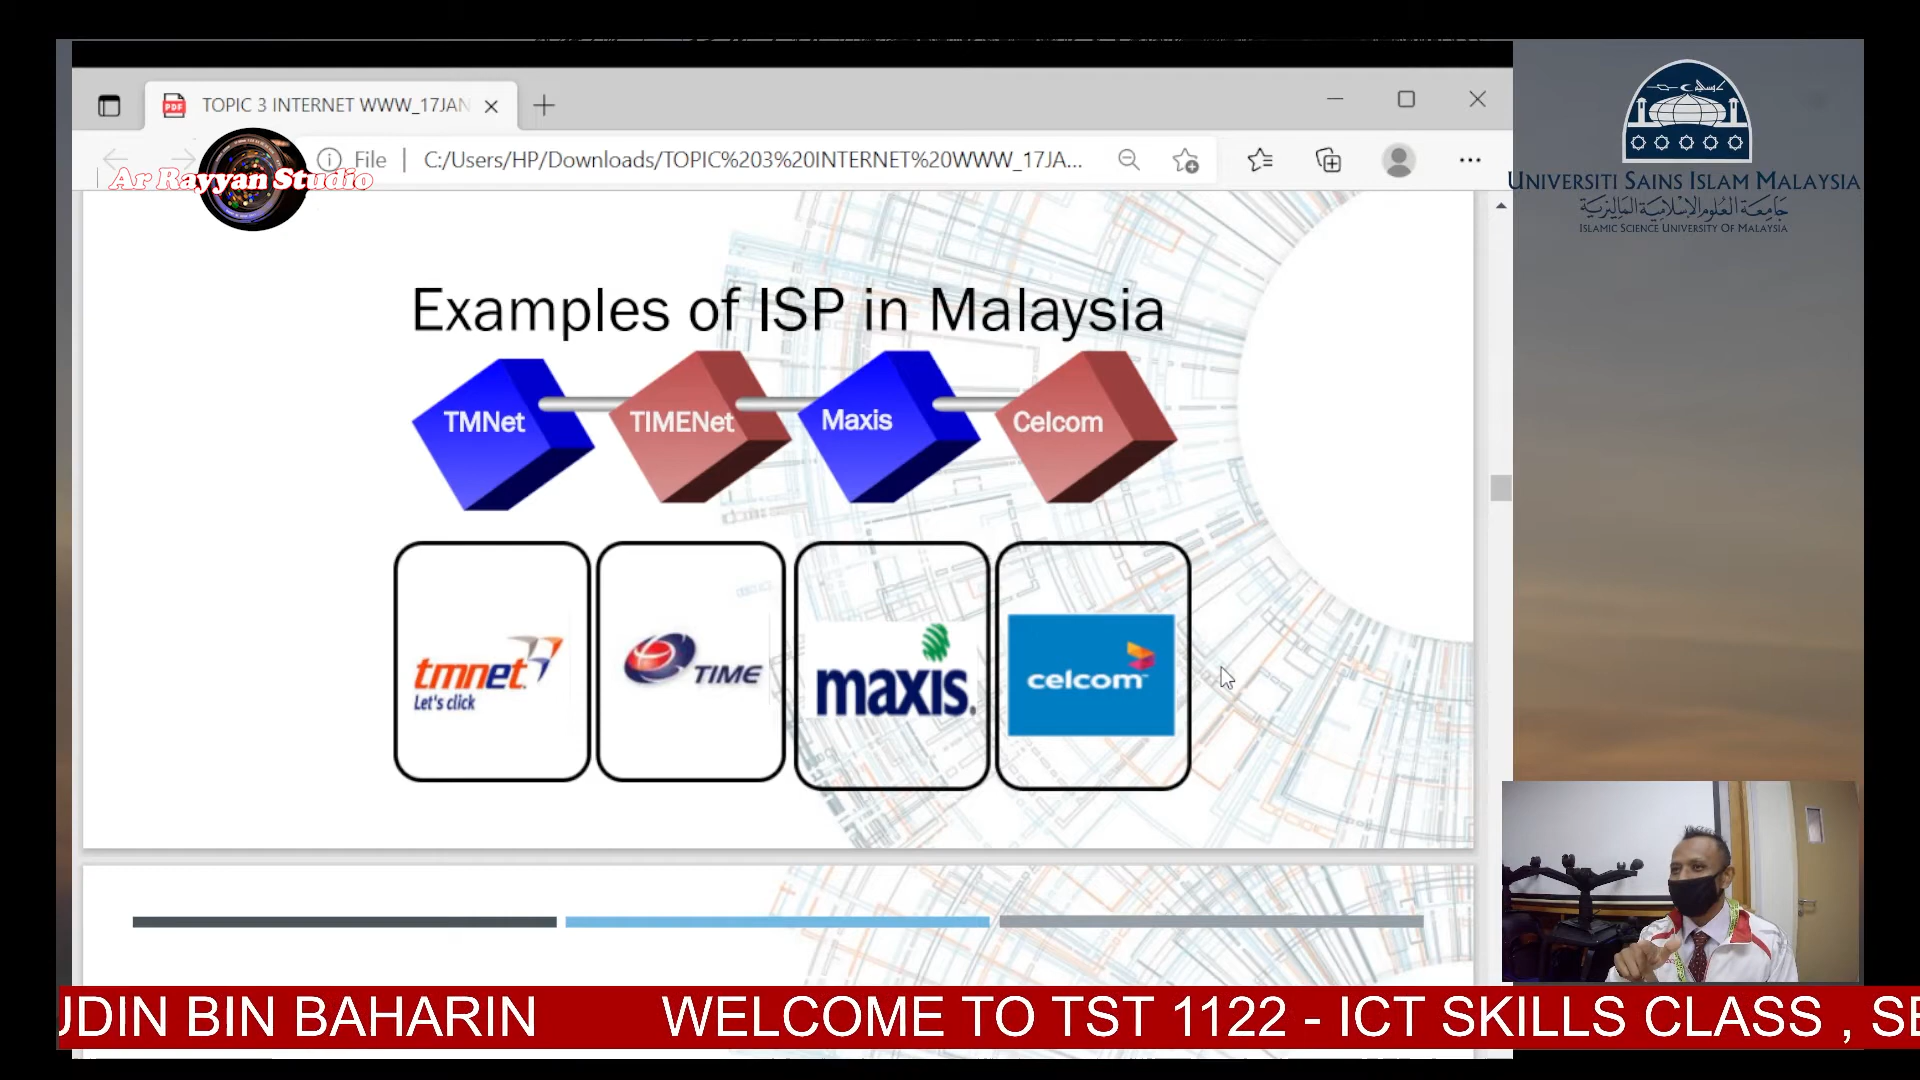 TOPIC 3 INTERNET WWW_17JAN
File
C:/Users/HP/Downloads/TOPIC%203%20INTERNET%20WWW_17JA...
Ar Rayyan Studio
UNIVERSITI SAINS ISLAM MALAYSIA
جامعة العلوم الإسلامية الماليزية
ISLAMIC SCIENCE UNIVERSITY OF MALAYSIA
Examples of ISP in Malaysia
TMNet
TIMENet
Maxis
Celcom
tmnet
Let's click
TIME
maxis
celcom
UDIN BIN BAHARIN WELCOME TO TST 1122 - ICT SKILLS CLASS , SE